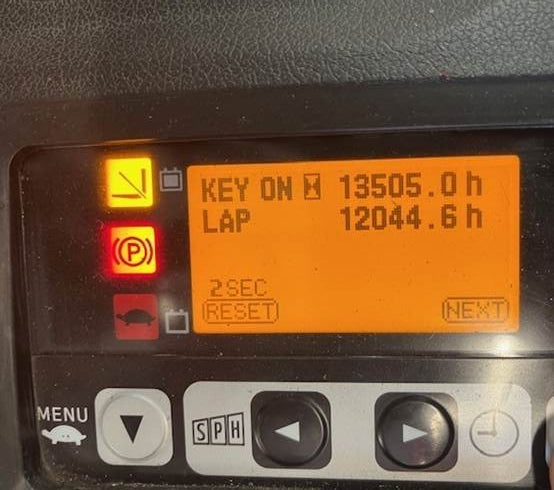 KEY ON 13505.0h
LAP 12044.6h
2SEC
RESET NEXT
P
MENU
SPH